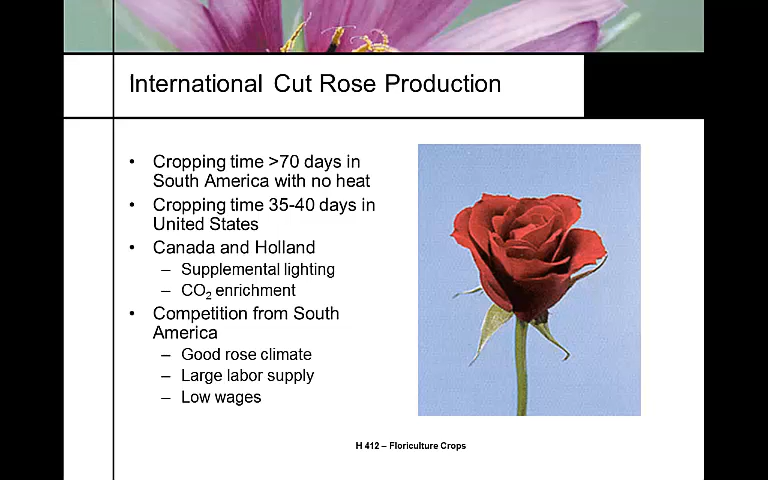 International Cut Rose Production
• Cropping time >70 days in
South America with no heat
• Cropping time 35-40 days in
United States
• Canada and Holland
– Supplemental lighting
– CO₂ enrichment
• Competition from South
America
– Good rose climate
– Large labor supply
– Low wages
H 412 – Floriculture Crops